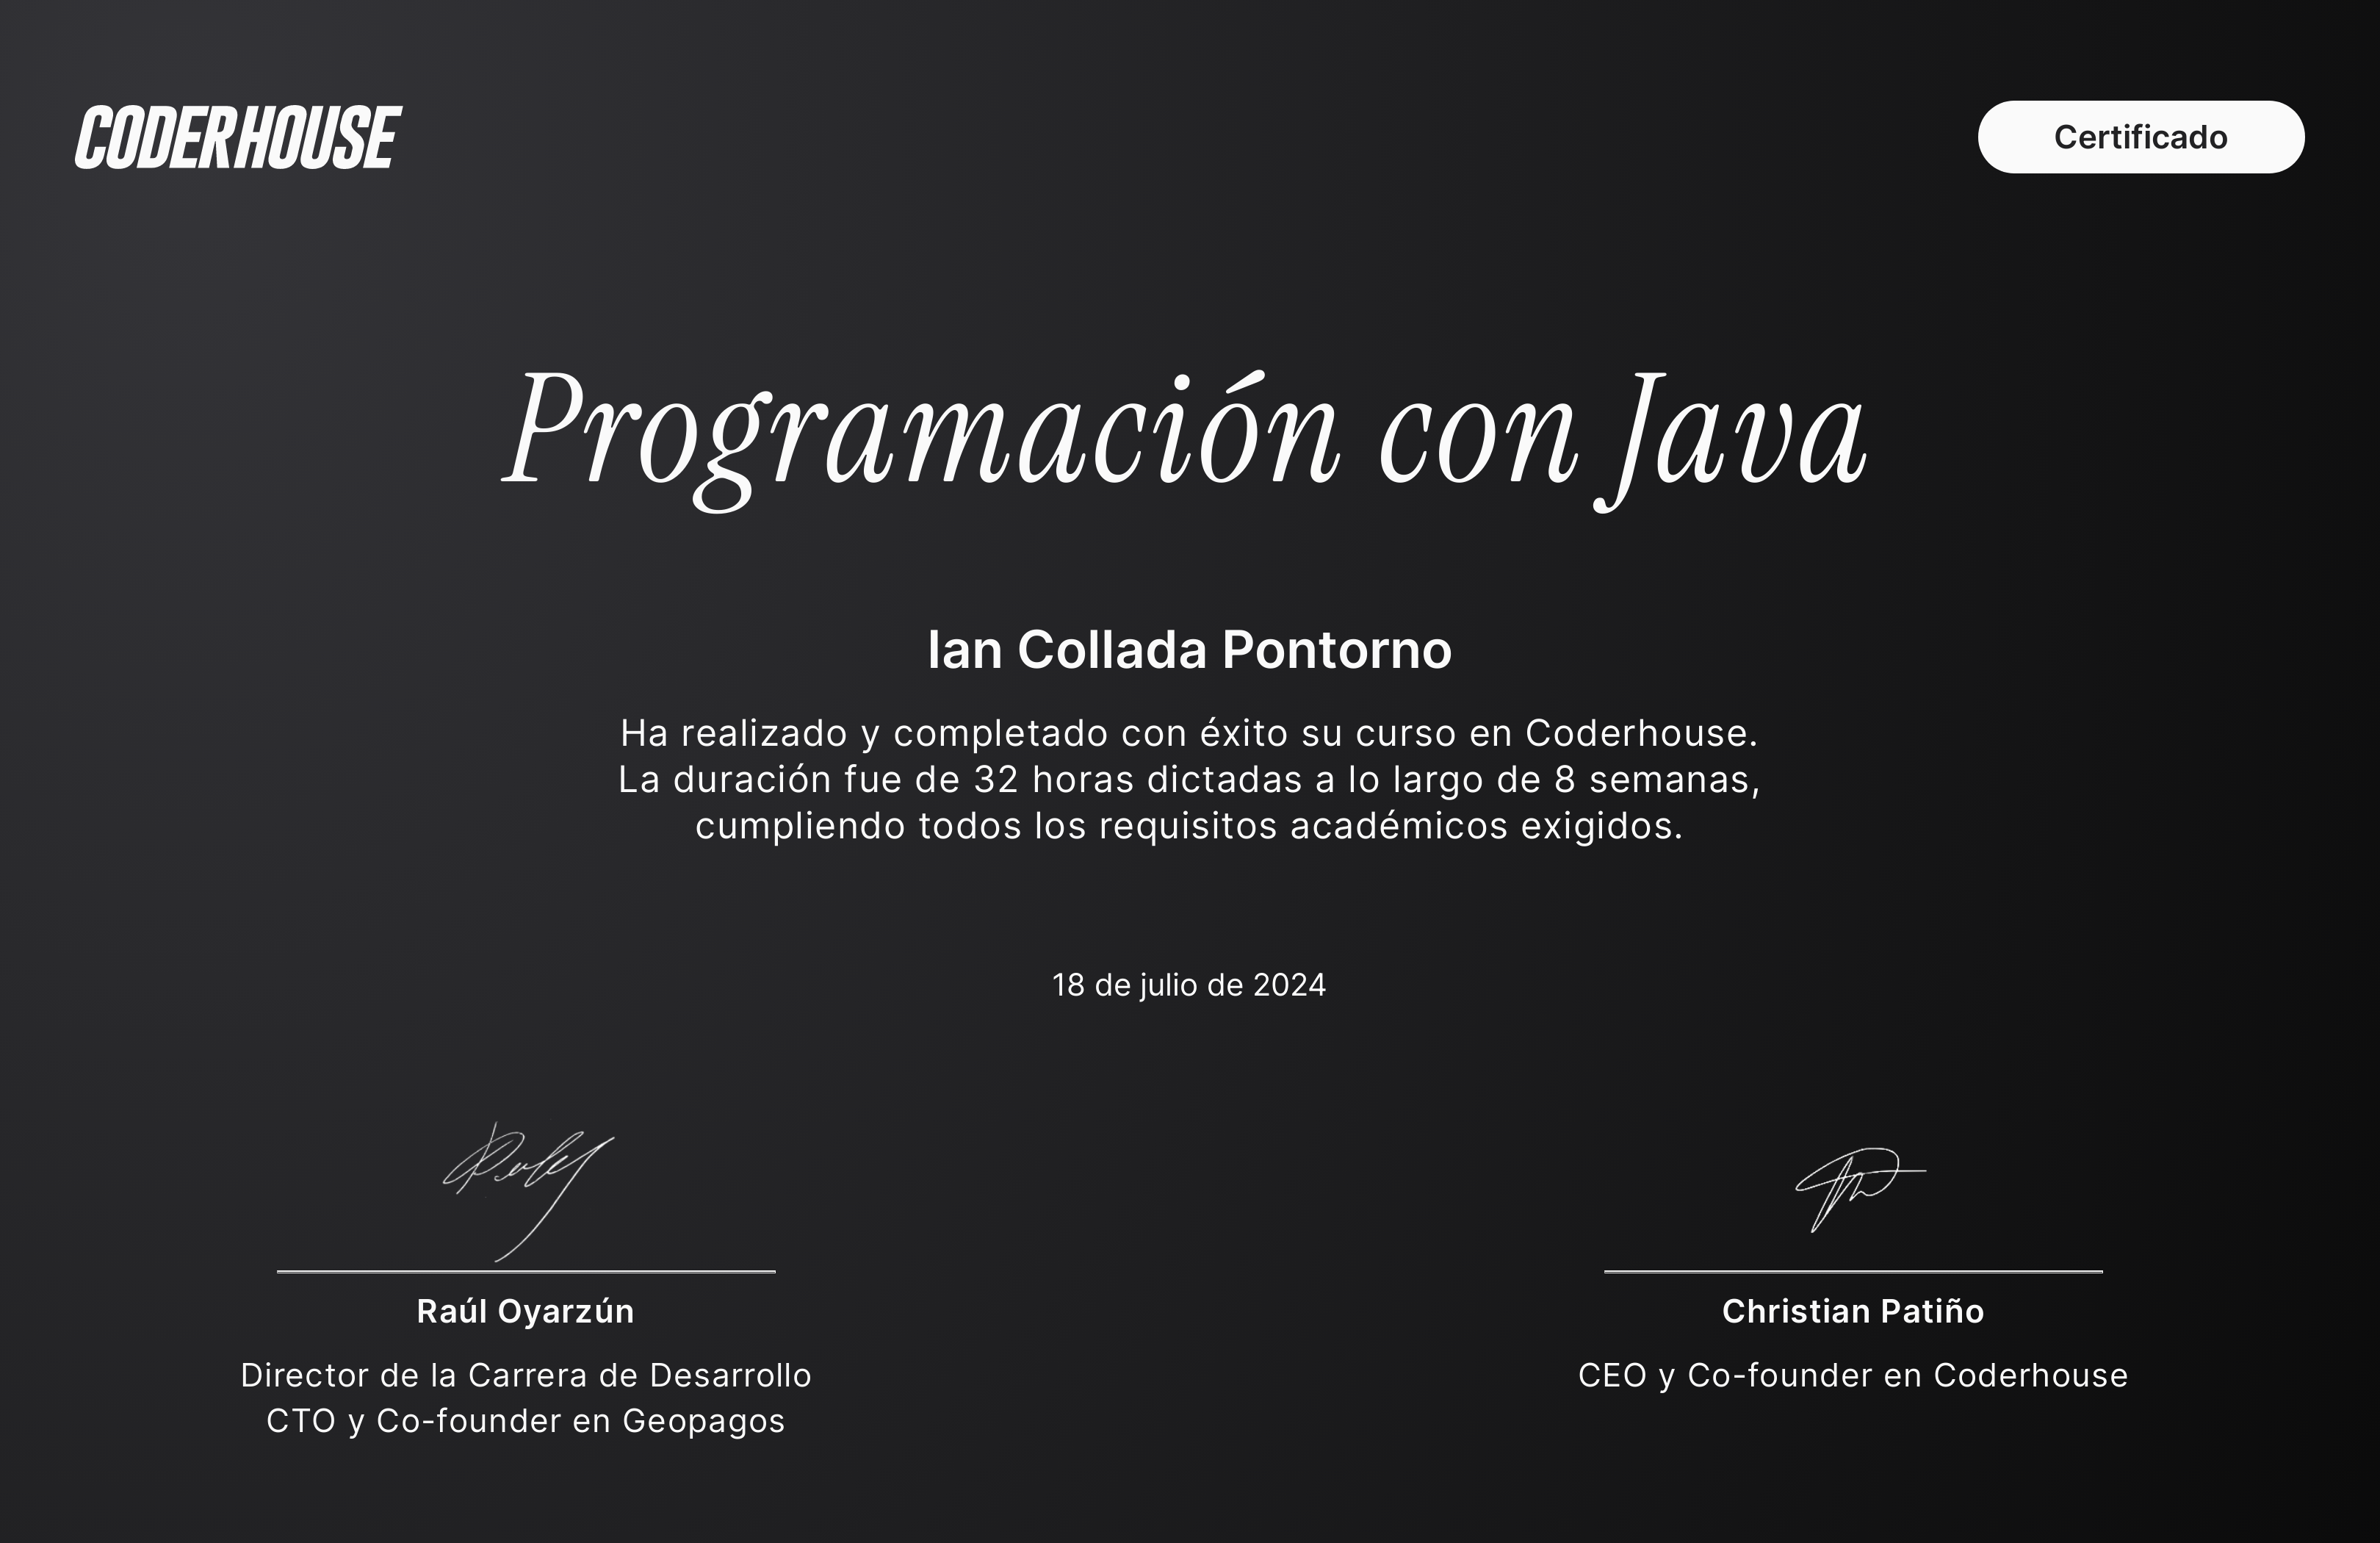 CODERHOUSE
Certificado
Programación con Java
Ian Collada Pontorno
Ha realizado y completado con éxito su curso en Coderhouse.
La duración fue de 32 horas dictadas a lo largo de 8 semanas,
cumpliendo todos los requisitos académicos exigidos.
18 de julio de 2024
Raúl Oyarzún
Director de la Carrera de Desarrollo
CTO y Co-founder en Geopagos
Christian Patiño
CEO y Co-founder en Coderhouse